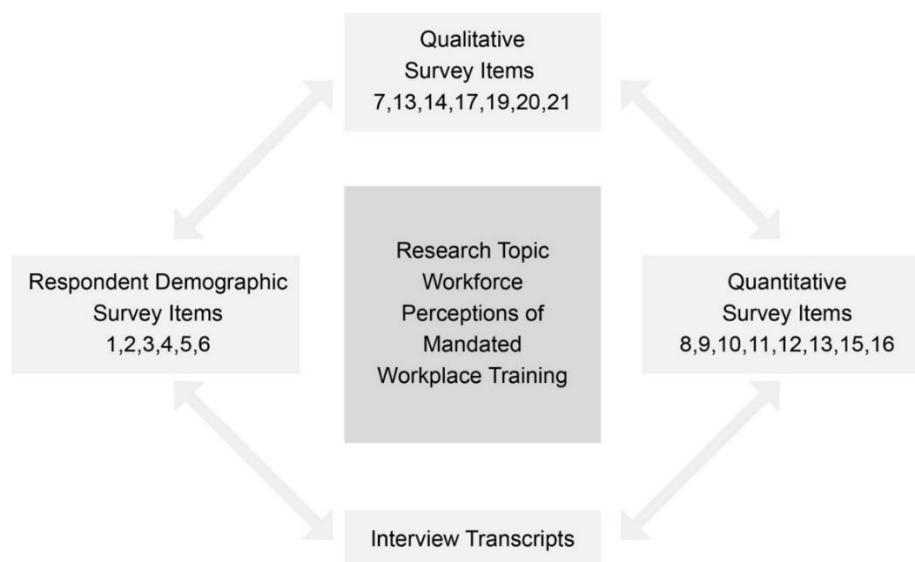 Qualitative
Survey Items
7,13,14,17,19,20,21
Respondent Demographic
Survey Items
1,2,3,4,5,6
Research Topic
Workforce
Perceptions of
Mandated
Workplace Training
Quantitative
Survey Items
8,9,10,11,12,13,15,16
Interview Transcripts